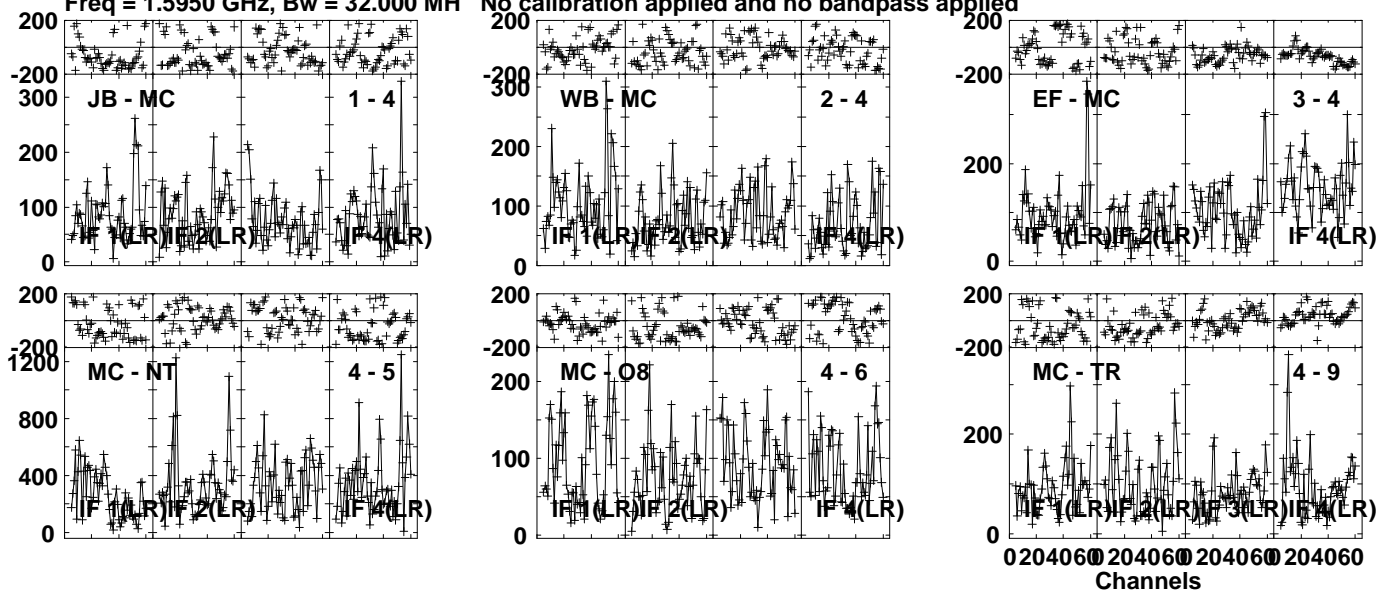 Freq = 1.5950 GHz, Bw = 32.000 MH No calibration applied and no bandpass applied
200
-200
300
200
100
0
JB - MC
1 - 4
IF 1(LR)
IF 2(LR)
IF 4(LR)
200
-200
300
200
100
0
WB - MC
2 - 4
IF 1(LR)
IF 2(LR)
IF 4(LR)
200
-200
200
0
EF - MC
3 - 4
IF 1(LR)
IF 2(LR)
IF 4(LR)
200
-200
1200
800
400
0
MC - NT
4 - 5
IF 1(LR)
IF 2(LR)
IF 4(LR)
200
-200
200
100
0
MC - O8
4 - 6
IF 1(LR)
IF 2(LR)
IF 4(LR)
200
-200
200
0
MC - TR
4 - 9
IF 1(LR)
IF 2(LR)
IF 3(LR)
IF 4(LR)
0 20 40 60 0 20 40 60 0 20 40 60 0 20 40 60
Channels